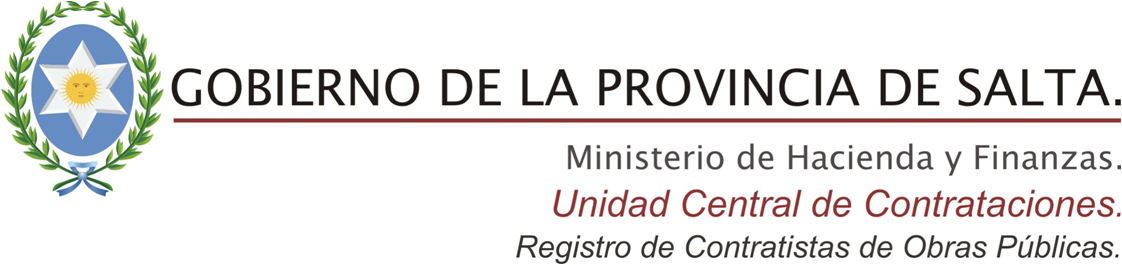 GOBIERNO DE LA PROVINCIA DE SALTA.
Ministerio de Hacienda y Finanzas.
Unidad Central de Contrataciones.
Registro de Contratistas de Obras Públicas.